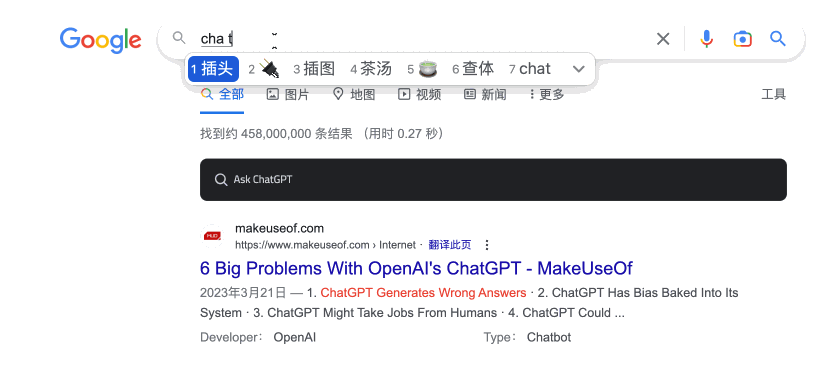 Google cha t
1 插头 2 🔌 3 插图 4 茶汤 5 🍵 6 查体 7 chat
全部 图片 地图 视频 新闻 更多 工具
找到约 458,000,000 条结果 （用时 0.27 秒）
Ask ChatGPT
makeuseof.com
https://www.makeuseof.com › Internet · 翻译此页
6 Big Problems With OpenAI's ChatGPT - MakeUseOf
2023年3月21日 — 1. ChatGPT Generates Wrong Answers · 2. ChatGPT Has Bias Baked Into Its
System · 3. ChatGPT Might Take Jobs From Humans · 4. ChatGPT Could ...
Developer： OpenAI Type： Chatbot